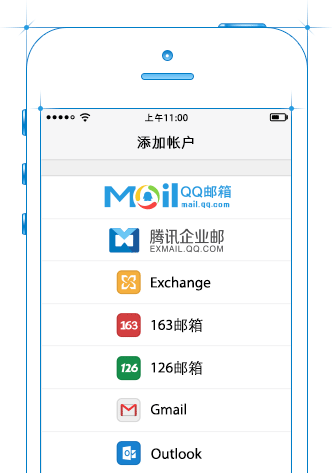 上午11:00
添加帐户
Mail QQ邮箱
mail.qq.com
腾讯企业邮
EXMAIL.QQ.COM
Exchange
163 163邮箱
126 126邮箱
Gmail
Outlook